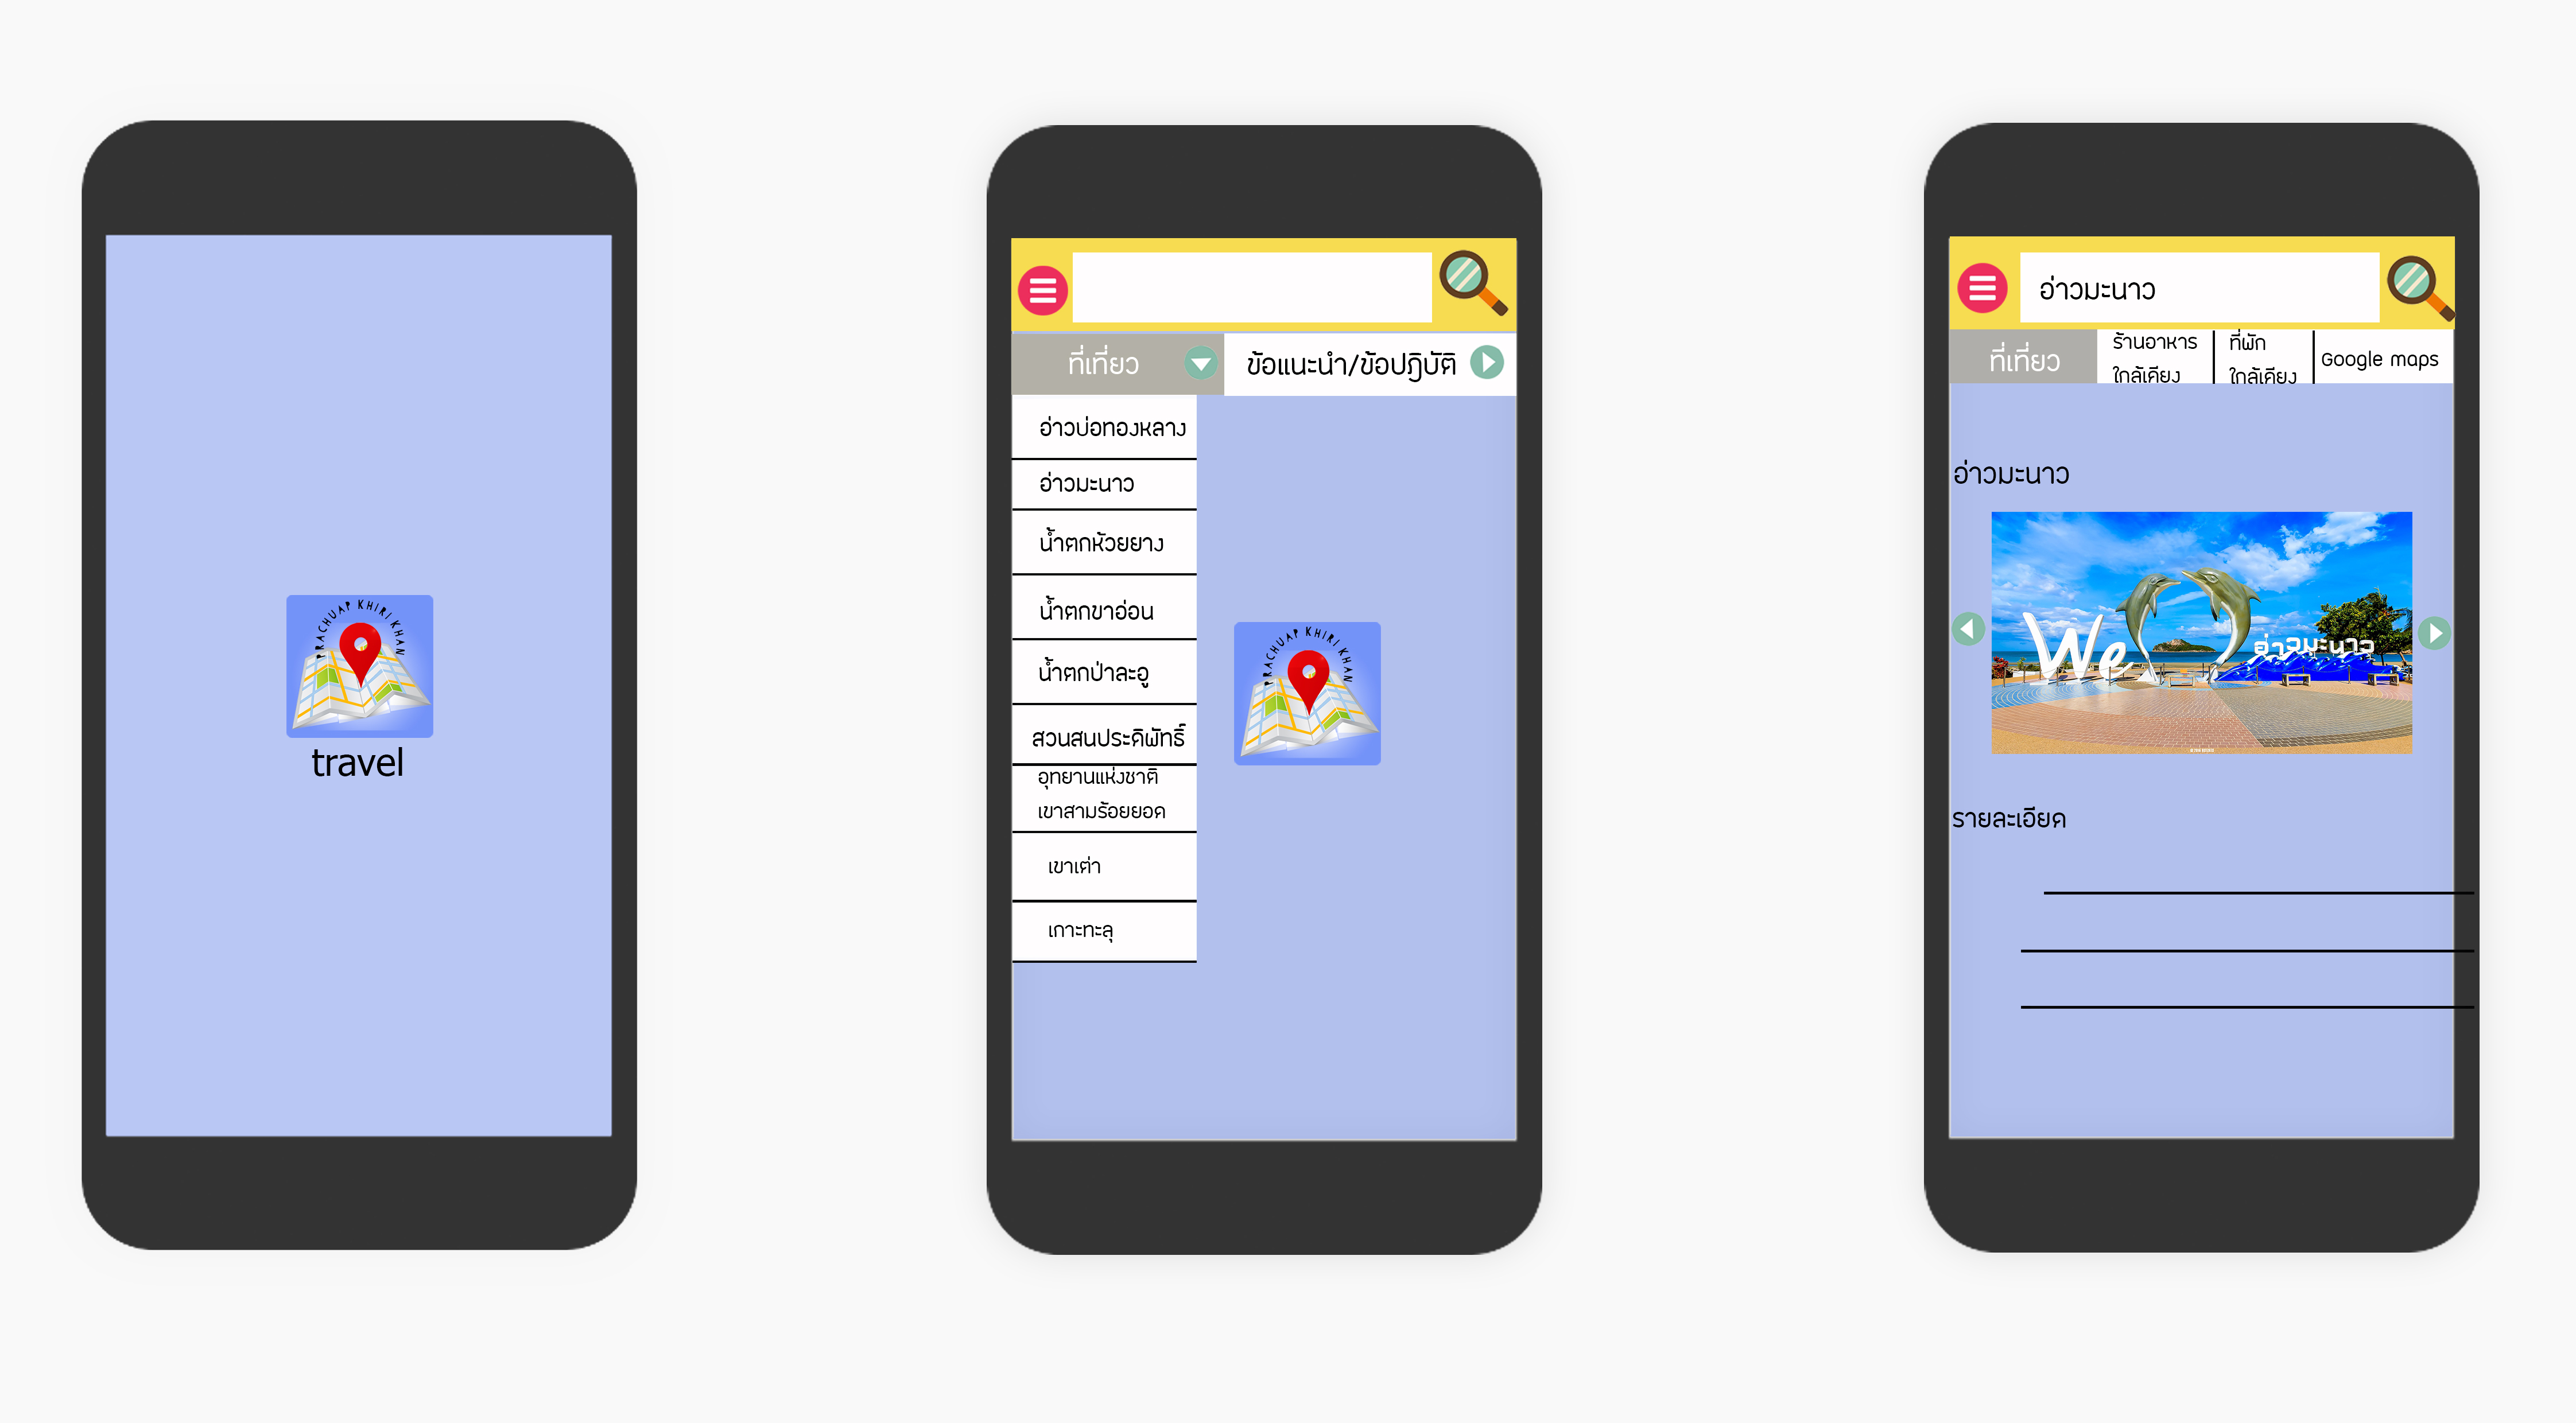 PRACHUAP KHIRI KHAN
travel
ที่เที่ยว
ข้อแนะนำ/ข้อปฎิบัติ
อ่าวบ่อทองหลาง
อ่าวมะนาว
น้ำตกห้วยยาง
น้ำตกขาอ่อน
น้ำตกป่าละอู
สวนสนประดิพัทธิ์
อุทยานแห่งชาติ
เขาสามร้อยยอด
เขาเต่า
เกาะทะลุ
PRACHUAP KHIRI KHAN
อ่าวมะนาว
ที่เที่ยว
ร้านอาหาร
ใกล้เคียง
ที่พัก
ใกล้เคียง
Google maps
อ่าวมะนาว
We
อ่าวมะนาว
รายละเอียด